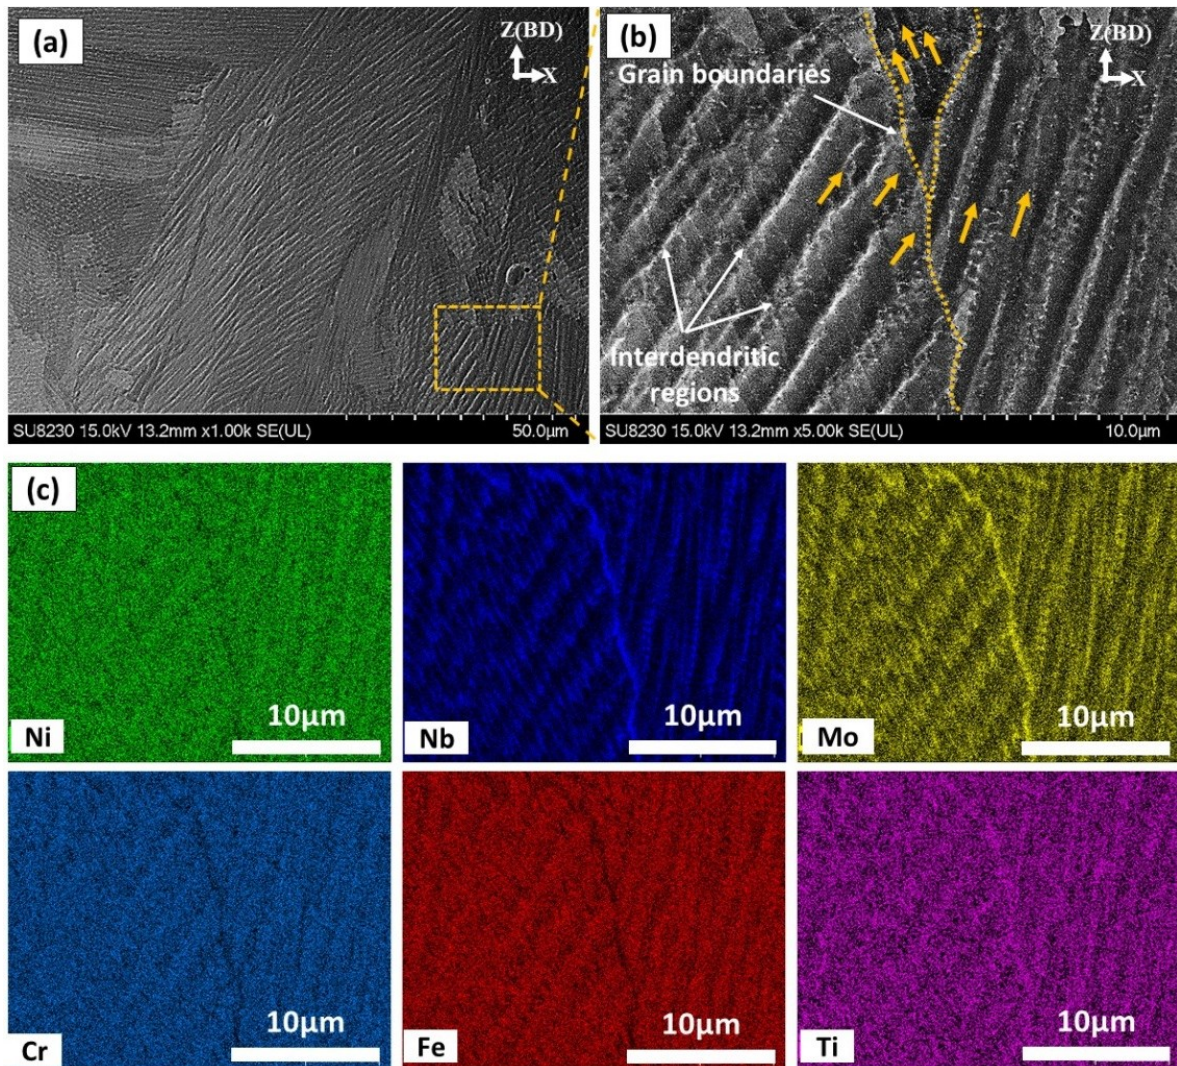 (a)
Z(BD)
X
SU8230 15.0kV 13.2mm x1.00k SE(UL)
50.0µm
(b)
Z(BD)
X
Grain boundaries
Interdendritic
regions
SU8230 15.0kV 13.2mm x5.00k SE(UL)
10.0µm
(c)
10µm
Ni
10µm
Nb
10µm
Mo
10µm
Cr
10µm
Fe
10µm
Ti